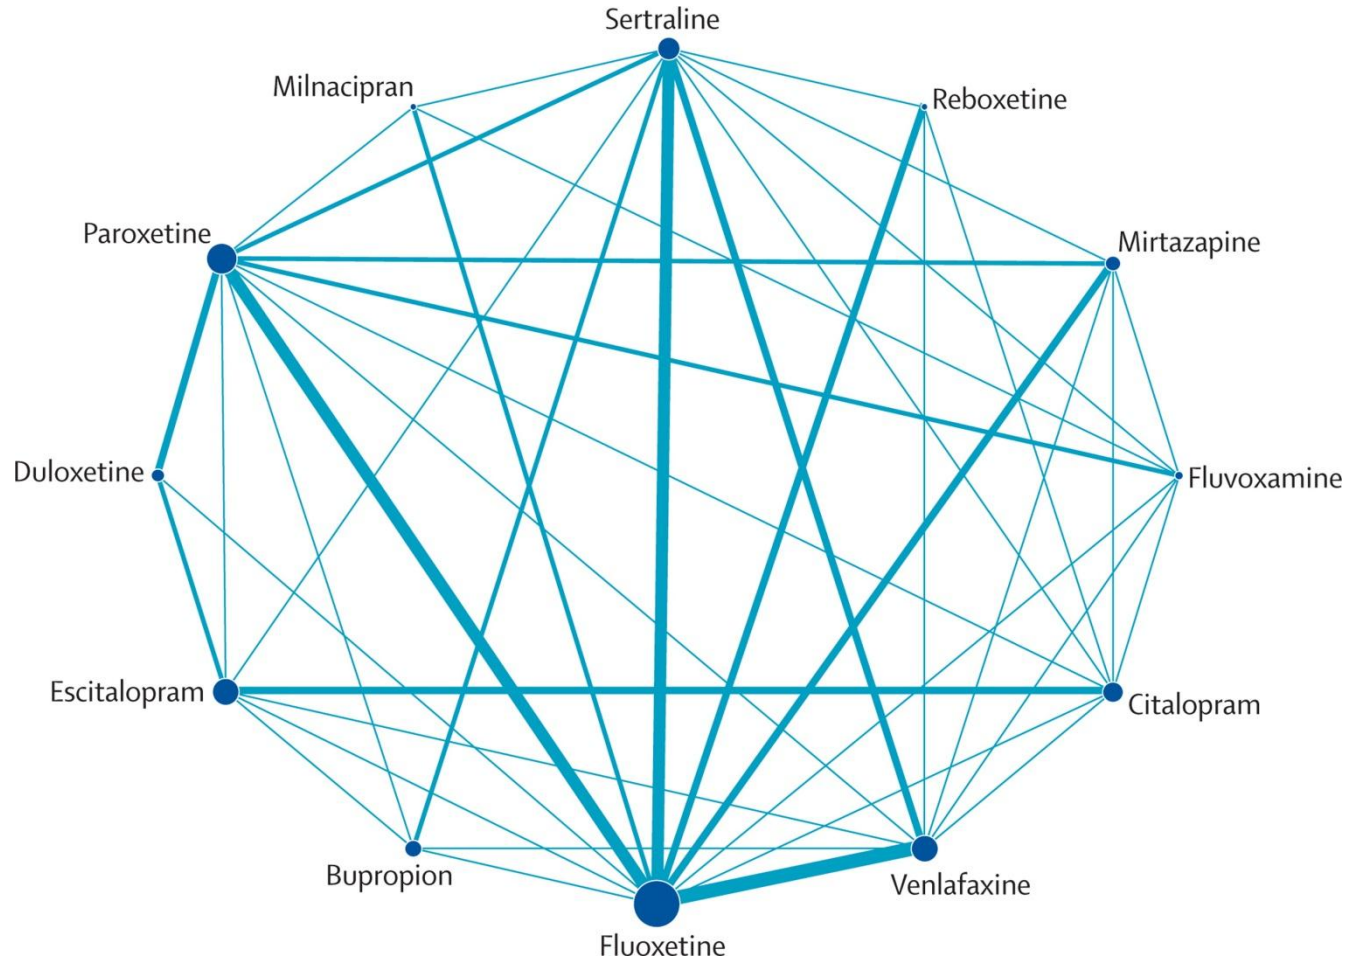 Sertraline
Milnacipran
Reboxetine
Paroxetine
Mirtazapine
Duloxetine
Fluvoxamine
Escitalopram
Citalopram
Bupropion
Venlafaxine
Fluoxetine